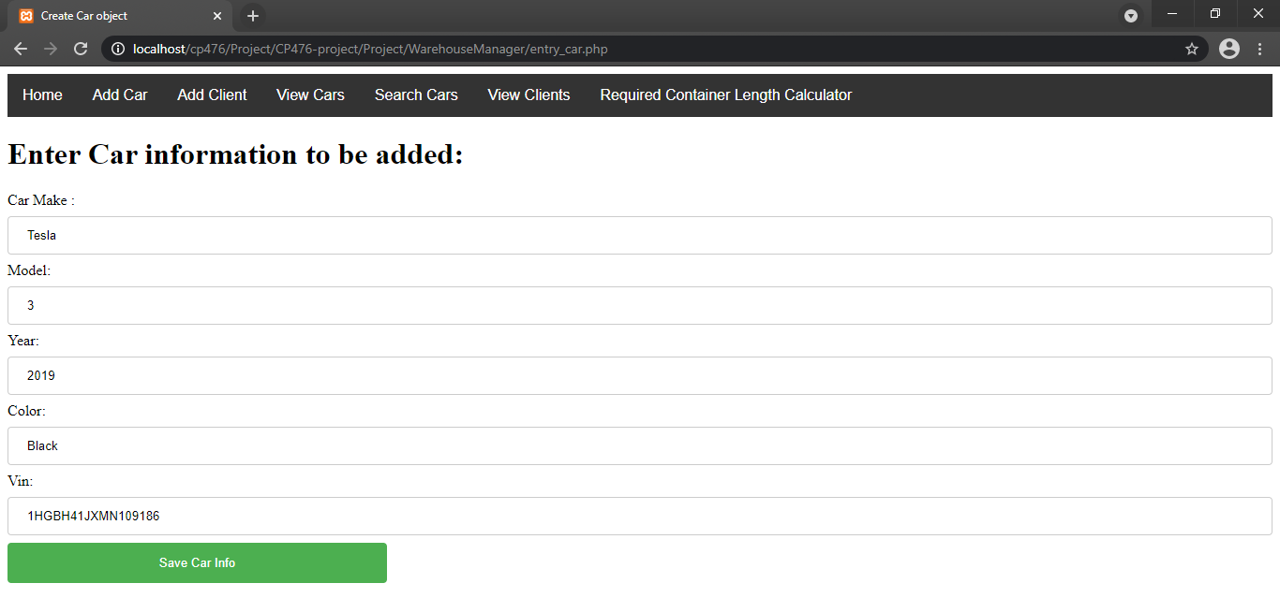 Create Car object
localhost/cp476/Project/CP476-project/Project/WarehouseManager/entry_car.php
Home Add Car Add Client View Cars Search Cars View Clients Required Container Length Calculator
Enter Car information to be added:
Car Make :
Tesla
Model:
3
Year:
2019
Color:
Black
Vin:
1HGBH41JXMN109186
Save Car Info